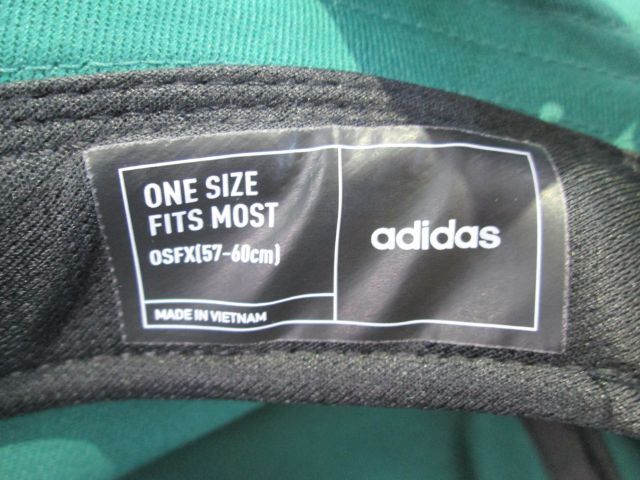 ONE SIZE
FITS MOST
OSFX(57-60cm)
MADE IN VIETNAM
adidas